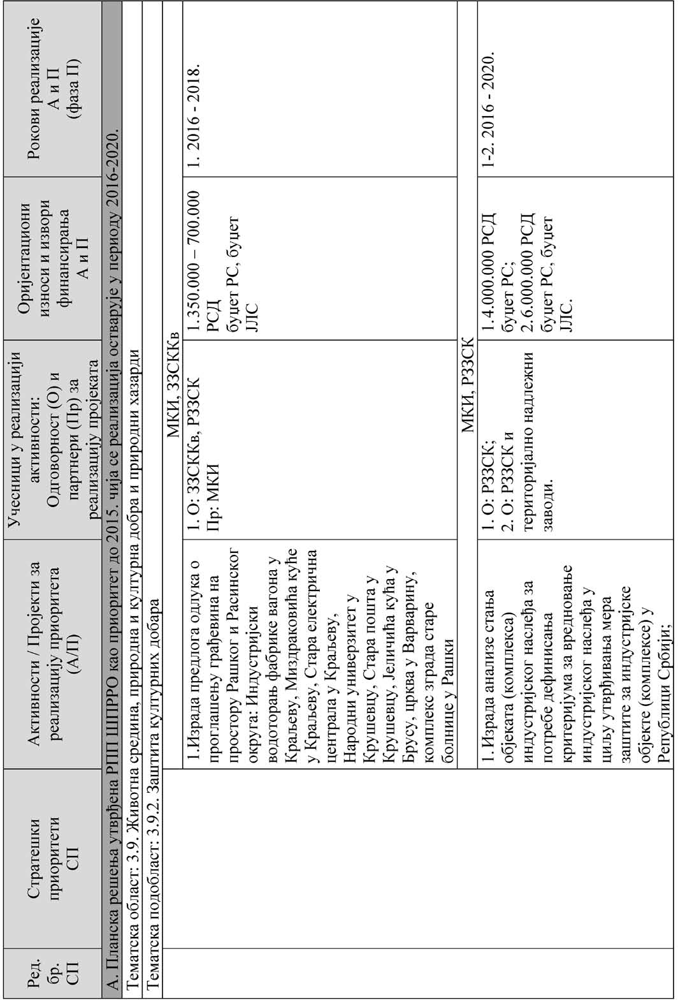 Ред.
бр.
СП
Стратешки
приоритети
СП
Активности / Пројекти за
реализацију приоритета
(А/П)
Учесници у реализацији
активности:
Одговорност (О) и
партнери (Пр) за
реализацију пројеката
Оријентациони
износи и извори
финансирања
А и П
Рокови реализације
А и П
(фаза П)
А. Планска решења утврђена РПП ШПРО као приоритет до 2015. чија се реализација остварује у периоду 2016-2020.
Тематска област: 3.9. Животна средина, природна и културна добра и природни хазарди
Тематска подобласт: 3.9.2. Заштита културних добара
МКИ, ЗЗСККв
1.Израда предлога одлука о
проглашењу грађевина на
простору Рашког и Расинског
округа: Индустријски
водоторањ фабрике вагона у
Краљеву, Миздраковића куће
у Краљеву, Стара електрична
централа у Краљеву,
Народни универзитет у
Крушевцу, Стара пошта у
Крушевцу, Јеличића кућа у
Брусу, црква у Варварину,
комплекс зграда старе
болнице у Рашки
1. О: ЗЗСККв, РЗЗСК
Пр: МКИ
1.350.000 – 700.000
РСД
буџет РС, буџет
ЈЛС
1. 2016 - 2018.
МКИ, РЗЗСК
1.Израда анализе стања
објеката (комплекса)
индустријског наслеђа за
потребе дефинисања
критеријума за вредновање
индустријског наслеђа у
циљу утврђивања мера
заштите за индустријске
објекте (комплексе) у
Републици Србији;
1. О: РЗЗСК;
2. О: РЗЗСК и
територијално надлежни
заводи.
1.4.000.000 РСД
буџет РС;
2.6.000.000 РСД
буџет РС, буџет
ЈЛС.
1-2. 2016 - 2020.